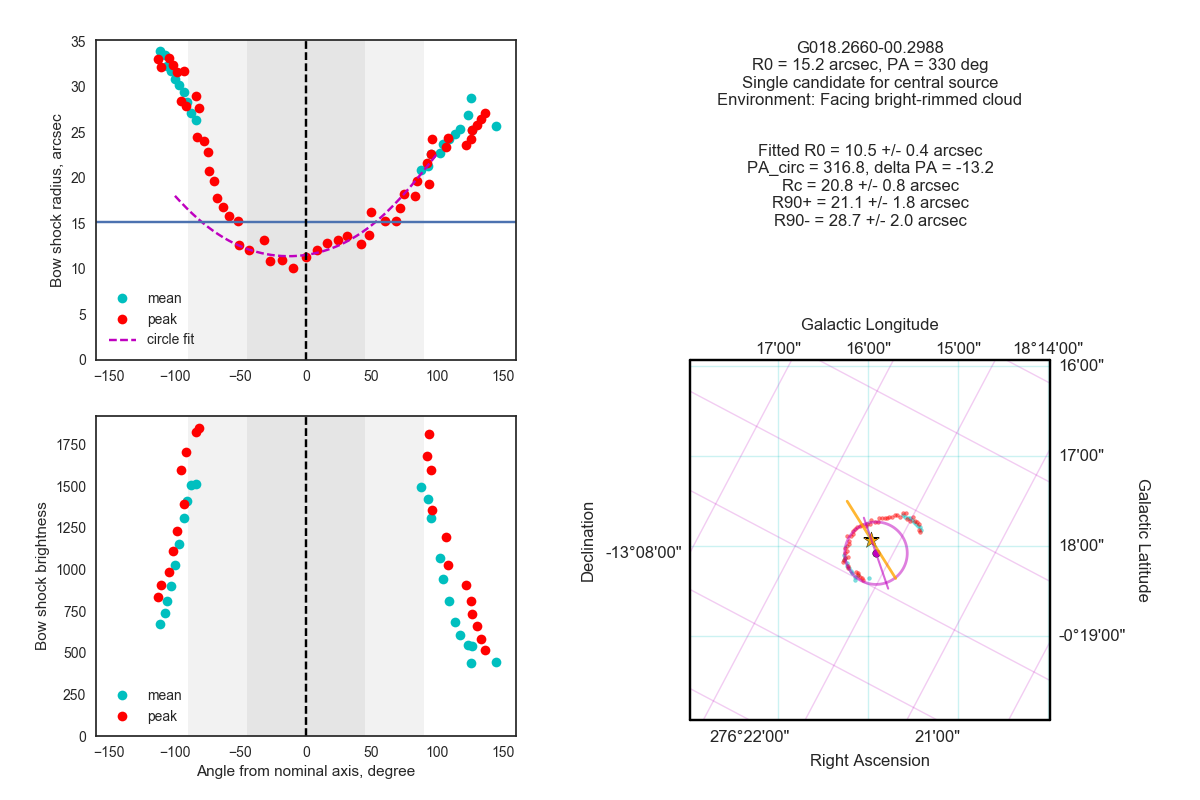 35
30
25
20
15
10
5
0
Bow shock radius, arcsec
mean
peak
circle fit
−150
−100
−50
0
50
100
150
1750
1500
1250
1000
750
500
250
0
Bow shock brightness
mean
peak
−150
−100
−50
0
50
100
150
Angle from nominal axis, degree
G018.2660-00.2988
R0 = 15.2 arcsec, PA = 330 deg
Single candidate for central source
Environment: Facing bright-rimmed cloud
Fitted R0 = 10.5 +/- 0.4 arcsec
PA_circ = 316.8, delta PA = -13.2
Rc = 20.8 +/- 0.8 arcsec
R90+ = 21.1 +/- 1.8 arcsec
R90- = 28.7 +/- 2.0 arcsec
Galactic Longitude
17'00" 16'00" 15'00" 18°14'00"
16'00"
17'00"
18'00"
-0°19'00"
Galactic Latitude
Declination
-13°08'00"
276°22'00" 21'00"
Right Ascension